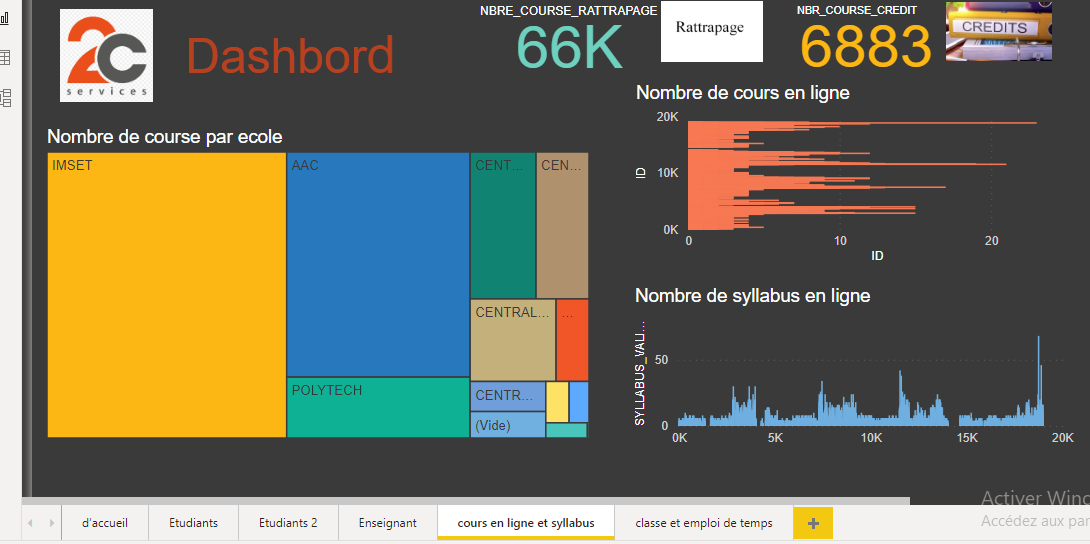 2C
services
Dashbord
NBRE_COURSE_RATTRAPAGE
66K
Rattrapage
NBR_COURSE_CREDIT
6883
CREDITS
Nombre de course par ecole
IMSET
AAC
CENT...
CEN...
CENTRAL...
...
POLYTECH
CENTR...
(Vide)
Nombre de cours en ligne
20K
10K
0K
ID
0
10
20
ID
Nombre de syllabus en ligne
SYLLABUS_VALI...
50
0
0K
5K
10K
15K
20K
Activer Winc
Accédez aux par
d'accueil
Etudiants
Etudiants 2
Enseignant
cours en ligne et syllabus
classe et emploi de temps
+